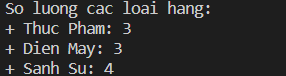 So luong cac loai hang:
+ Thuc Pham: 3
+ Dien May: 3
+ Sanh Su: 4